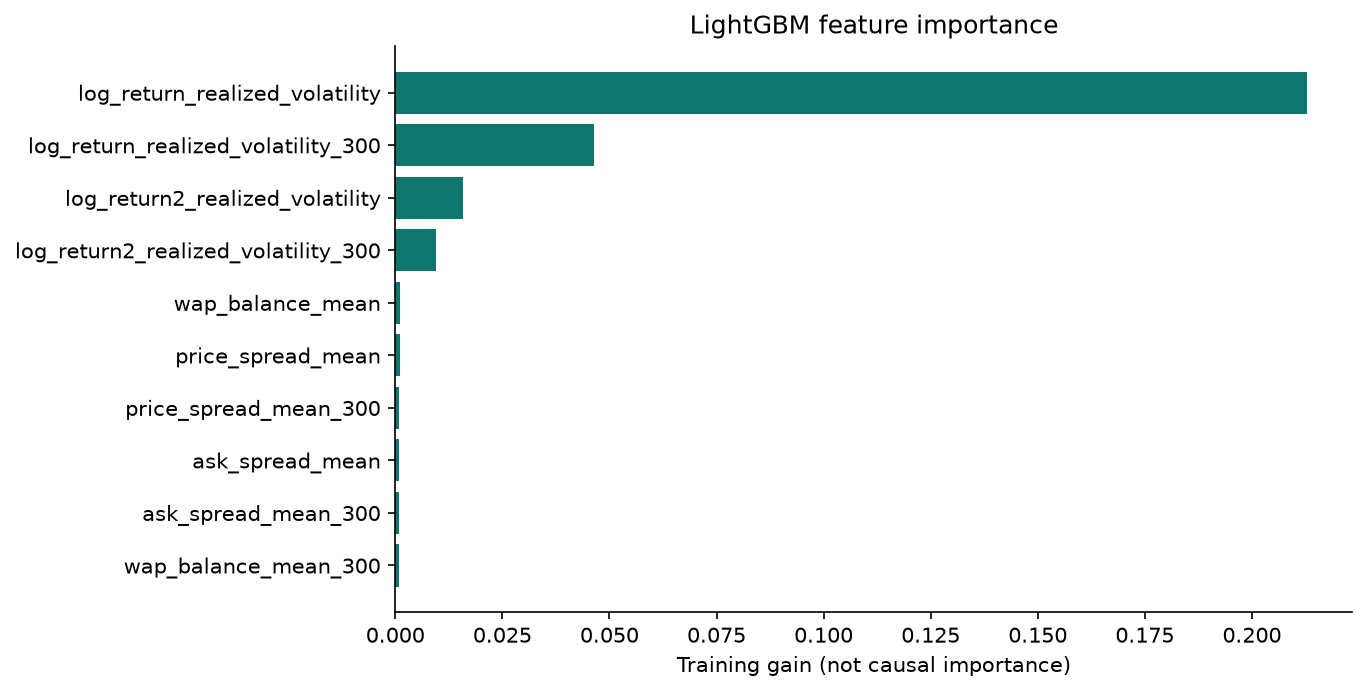 LightGBM feature importance
log_return_realized_volatility
log_return_realized_volatility_300
log_return2_realized_volatility
log_return2_realized_volatility_300
wap_balance_mean
price_spread_mean
price_spread_mean_300
ask_spread_mean
ask_spread_mean_300
wap_balance_mean_300
0.000 0.025 0.050 0.075 0.100 0.125 0.150 0.175 0.200
Training gain (not causal importance)